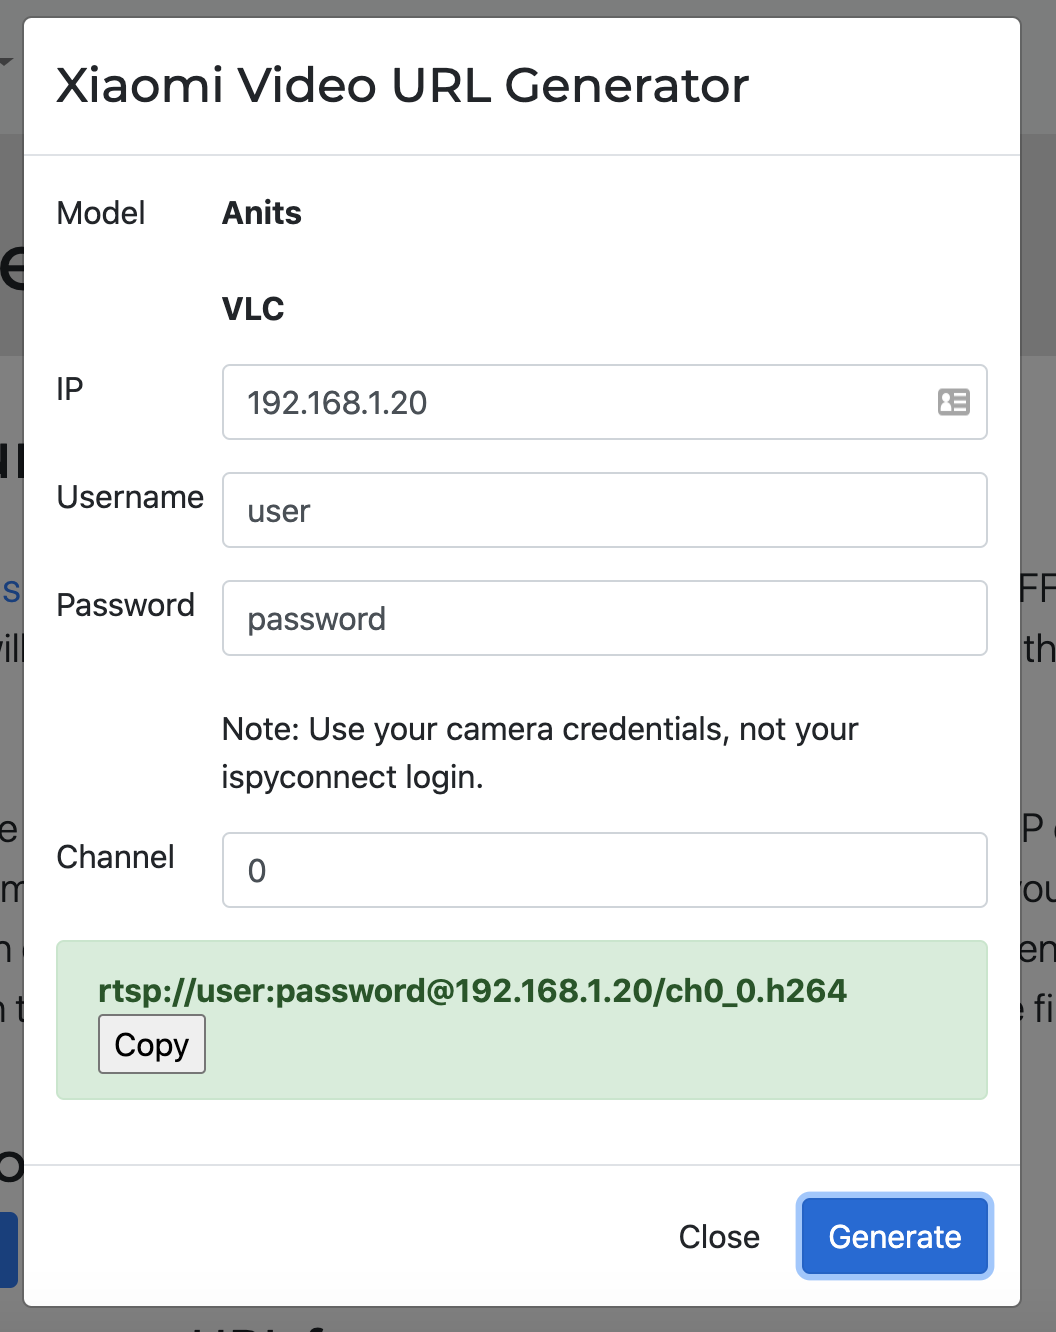 Xiaomi Video URL Generator
Model Anits
VLC
IP 192.168.1.20
Username user
Password password
Note: Use your camera credentials, not your
ispyconnect login.
Channel 0
rtsp://user:password@192.168.1.20/ch0_0.h264
Copy
Close Generate